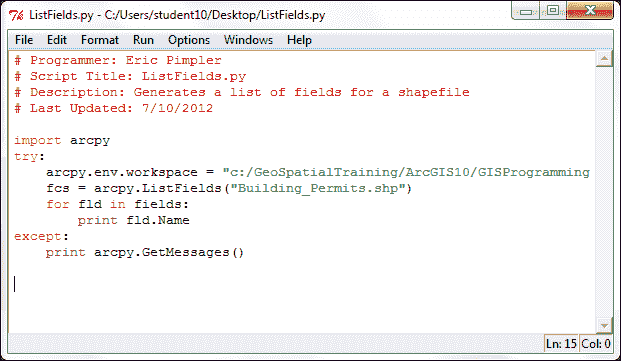 ListFields.py - C:/Users/student10/Desktop/ListFields.py
File Edit Format Run Options Windows Help
# Programmer: Eric Pimpler
# Script Title: ListFields.py
# Description: Generates a list of fields for a shapefile
# Last Updated: 7/10/2012
import arcpy
try:
    arcpy.env.workspace = "c:/GeoSpatialTraining/ArcGIS10/GISProgramming
    fcs = arcpy.ListFields("Building_Permits.shp")
    for fld in fields:
        print fld.Name
except:
    print arcpy.GetMessages()
Ln: 15 Col: 0